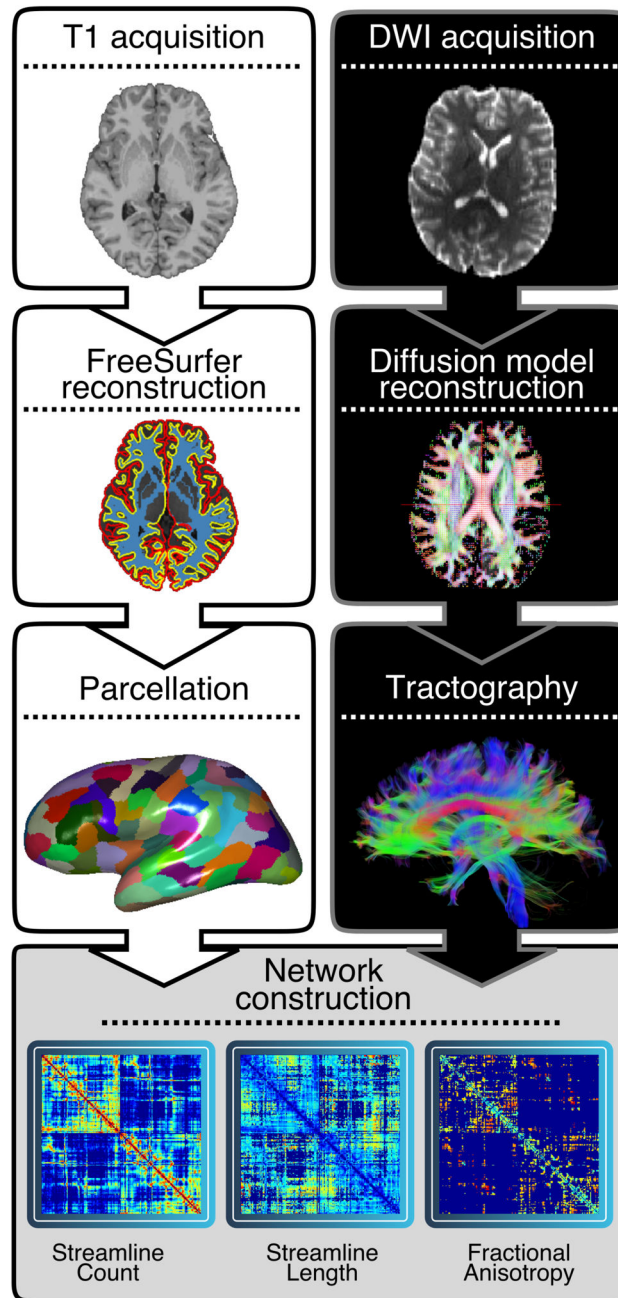 T1 acquisition
DWI acquisition
FreeSurfer
reconstruction
Diffusion model
reconstruction
Parcellation
Tractography
Network
construction
Streamline
Count
Streamline
Length
Fractional
Anisotropy